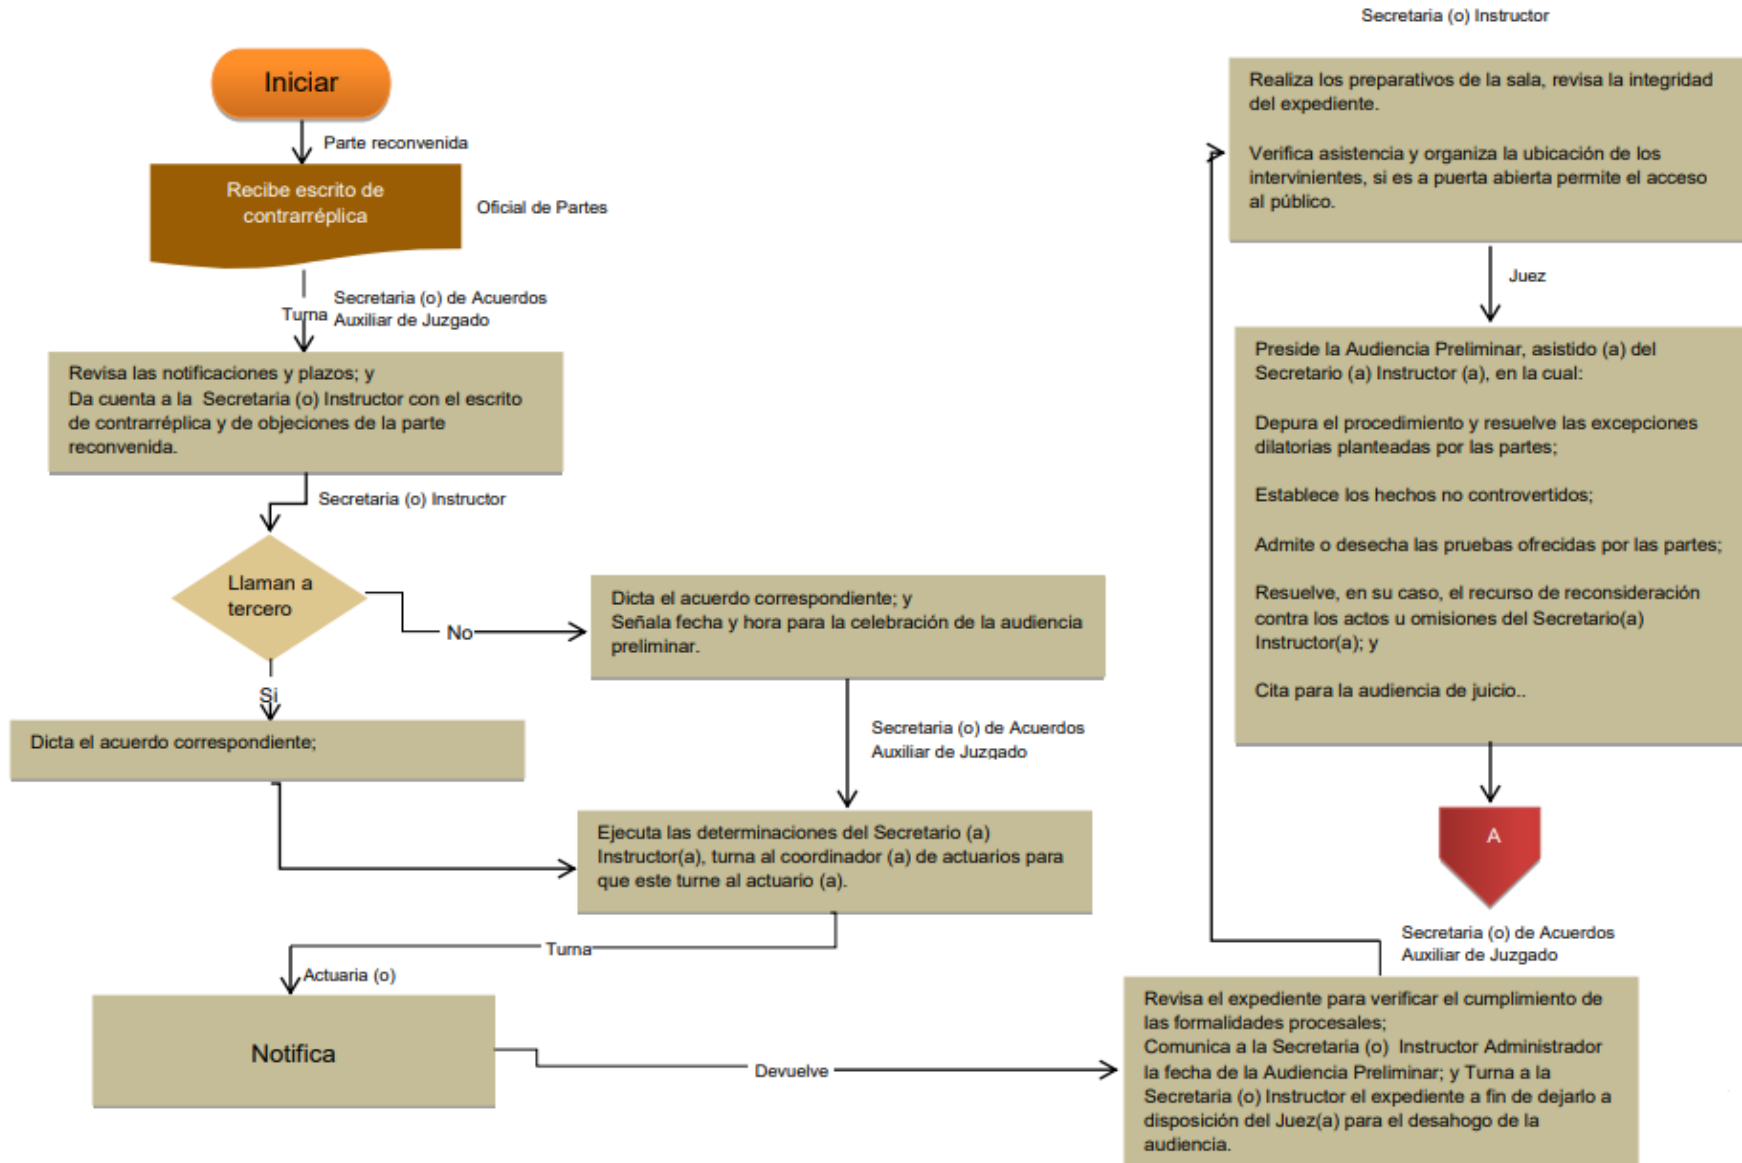 Iniciar
Parte reconvenida
Recibe escrito de
contrarréplica
Oficial de Partes
Turna
Secretaria (o) de Acuerdos
Auxiliar de Juzgado
Revisa las notificaciones y plazos; y
Da cuenta a la Secretaria (o) Instructor con el escrito
de contrarréplica y de objeciones de la parte
reconvenida.
Secretaria (o) Instructor
Llaman a
tercero
No
Si
Dicta el acuerdo correspondiente; y
Señala fecha y hora para la celebración de la audiencia
preliminar.
Dicta el acuerdo correspondiente;
Secretaria (o) de Acuerdos
Auxiliar de Juzgado
Ejecuta las determinaciones del Secretario (a)
Instructor(a), turna al coordinador (a) de actuarios para
que este turne al actuario (a).
Turna
Actuaria (o)
Notifica
Devuelve
Revisa el expediente para verificar el cumplimiento de
las formalidades procesales;
Comunica a la Secretaria (o) Instructor Administrador
la fecha de la Audiencia Preliminar; y Turna a la
Secretaria (o) Instructor el expediente a fin de dejarlo a
disposición del Juez(a) para el desahogo de la
audiencia.
Secretaria (o) de Acuerdos
Auxiliar de Juzgado
Secretaria (o) Instructor
Realiza los preparativos de la sala, revisa la integridad
del expediente.
Verifica asistencia y organiza la ubicación de los
intervinientes, si es a puerta abierta permite el acceso
al público.
Juez
Preside la Audiencia Preliminar, asistido (a) del
Secretario (a) Instructor (a), en la cual:
Depura el procedimiento y resuelve las excepciones
dilatorias planteadas por las partes;
Establece los hechos no controvertidos;
Admite o desecha las pruebas ofrecidas por las partes;
Resuelve, en su caso, el recurso de reconsideración
contra los actos u omisiones del Secretario(a)
Instructor(a); y
Cita para la audiencia de juicio..
A